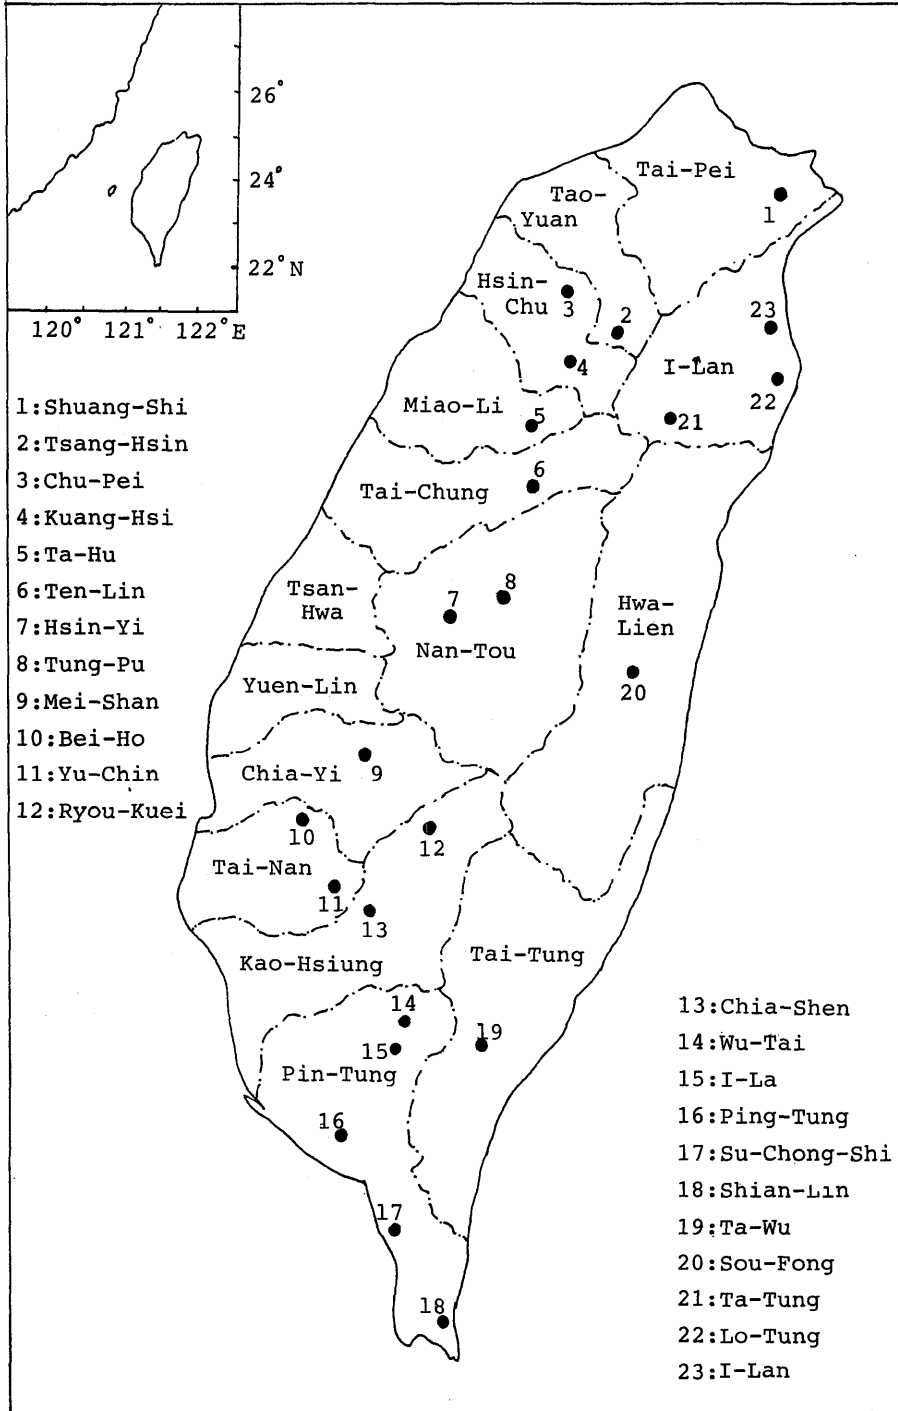 26°
24°
22°N
120° 121° 122°E
Tai-Pei
1
Tao-
Yuan
Hsin-
Chu
3
2
23
4
I-Lan
22
Miao-Li
5
21
6
Tai-Chung
Tsan-
Hwa
7
8
Hwa-
Lien
Nan-Tou
20
Yuen-Lin
Chia-Yi
9
10
12
Tai-Nan
11
13
Kao-Hsiung
Tai-Tung
14
19
15
Pin-Tung
16
17
18
1:Shuang-Shi
2:Tsang-Hsin
3:Chu-Pei
4:Kuang-Hsi
5:Ta-Hu
6:Ten-Lin
7:Hsin-Yi
8:Tung-Pu
9:Mei-Shan
10:Bei-Ho
11:Yu-Chin
12:Ryou-Kuei
13:Chia-Shen
14:Wu-Tai
15:I-La
16:Ping-Tung
17:Su-Chong-Shi
18:Shian-Lin
19:Ta-Wu
20:Sou-Fong
21:Ta-Tung
22:Lo-Tung
23:I-Lan